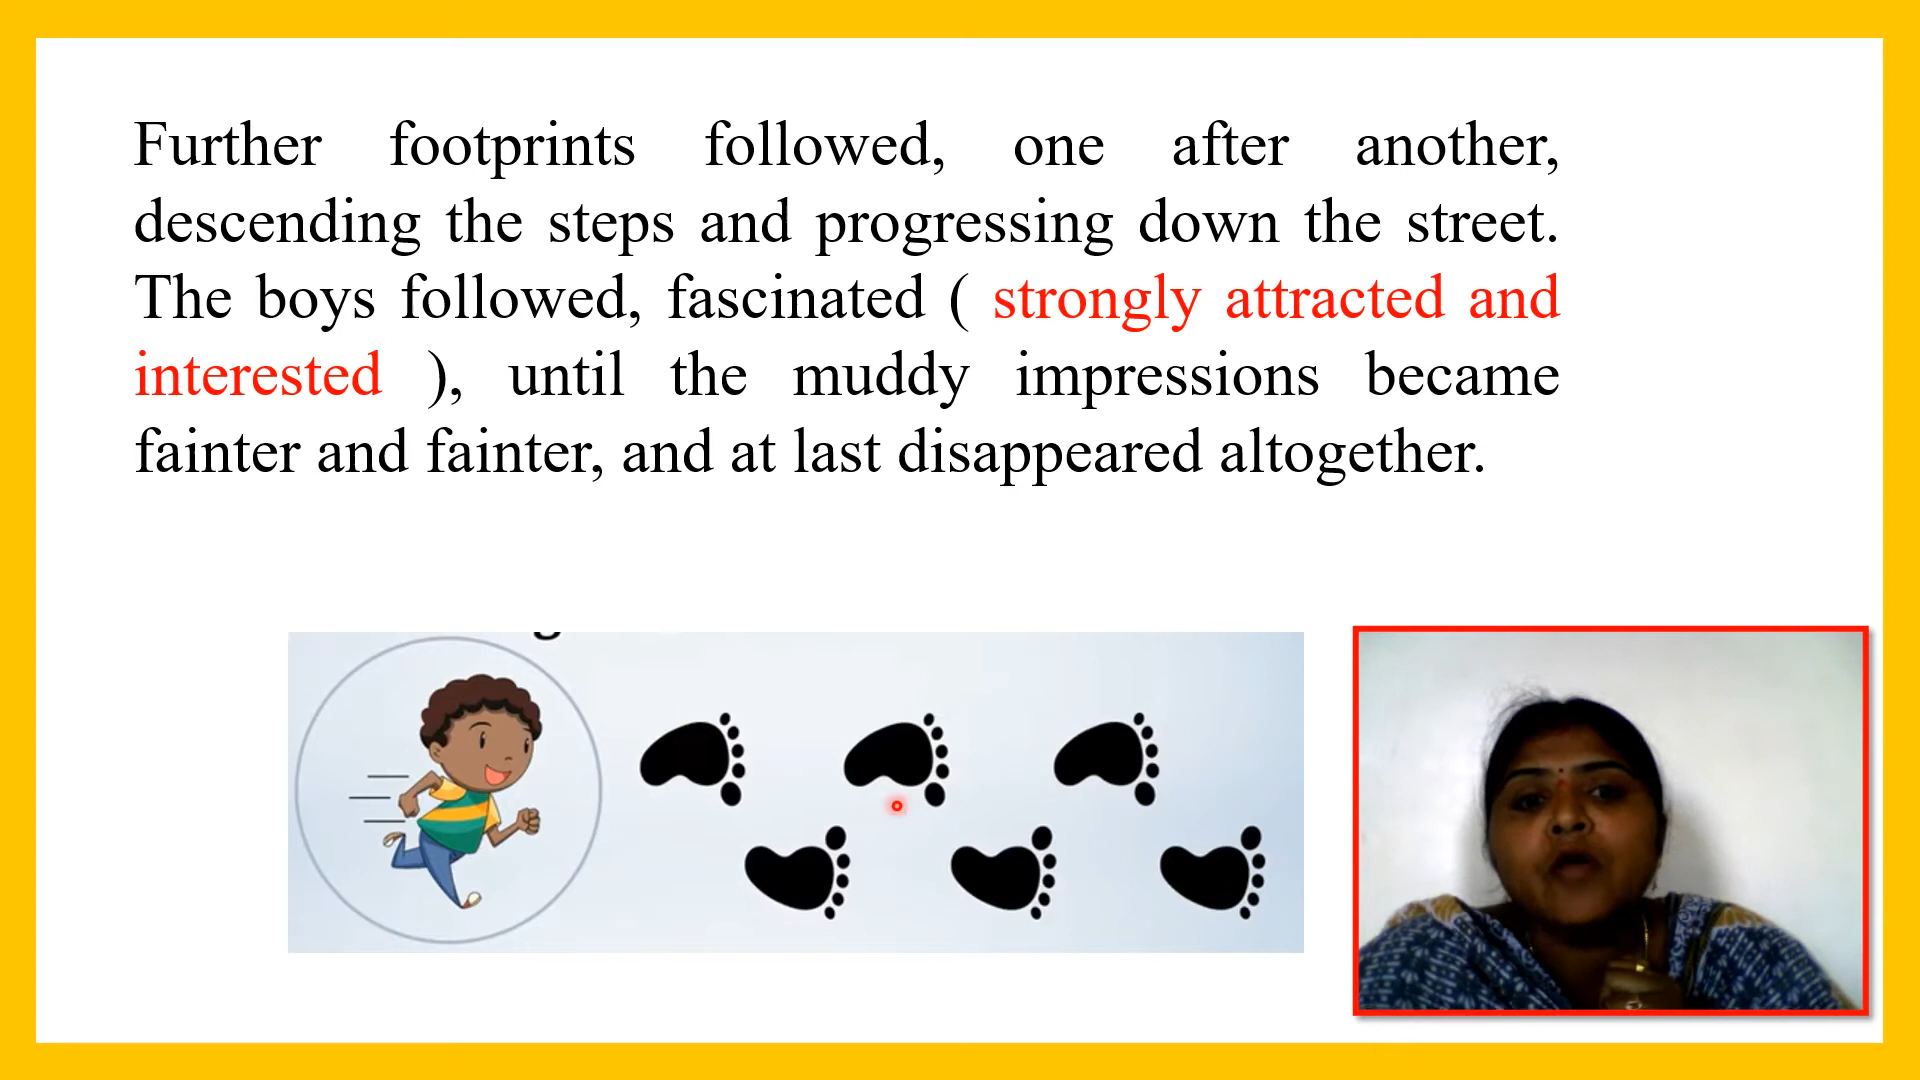 Further footprints followed, one after another,
descending the steps and progressing down the street.
The boys followed, fascinated ( strongly attracted and
interested ), until the muddy impressions became
fainter and fainter, and at last disappeared altogether.